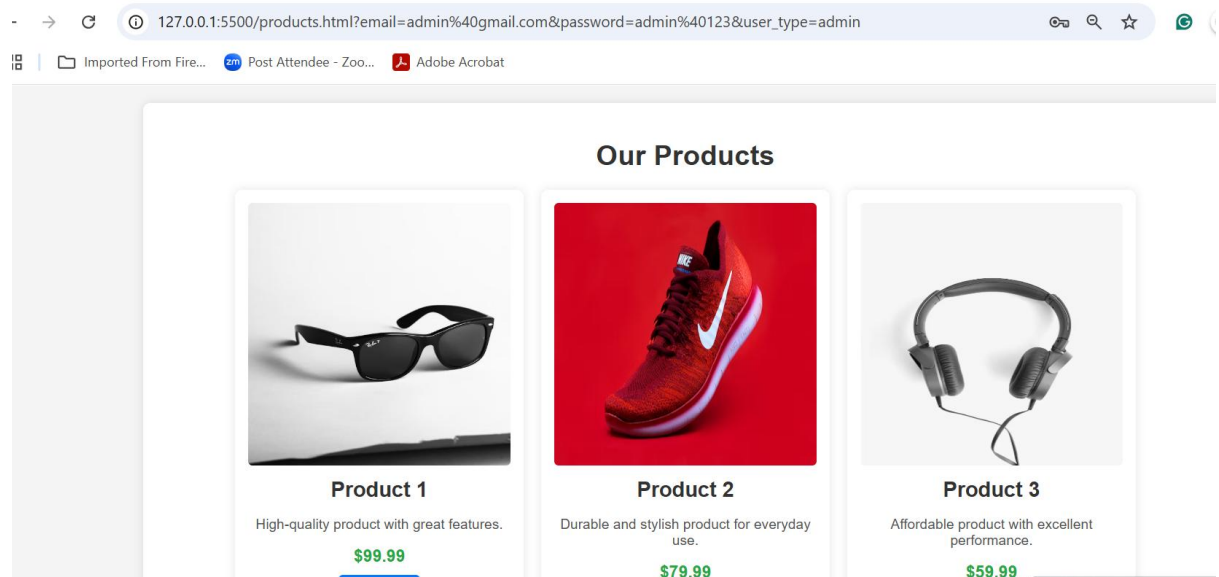 127.0.0.1:5500/products.html?email=admin%40gmail.com&password=admin%40123&user_type=admin
Imported From Fire... Post Attendee - Zoo... Adobe Acrobat
zm
Our Products
NIKE
Product 1 Product 2 Product 3
High-quality product with great features. Durable and stylish product for everyday Affordable product with excellent
use. performance.
$99.99 $79.99 $59.99